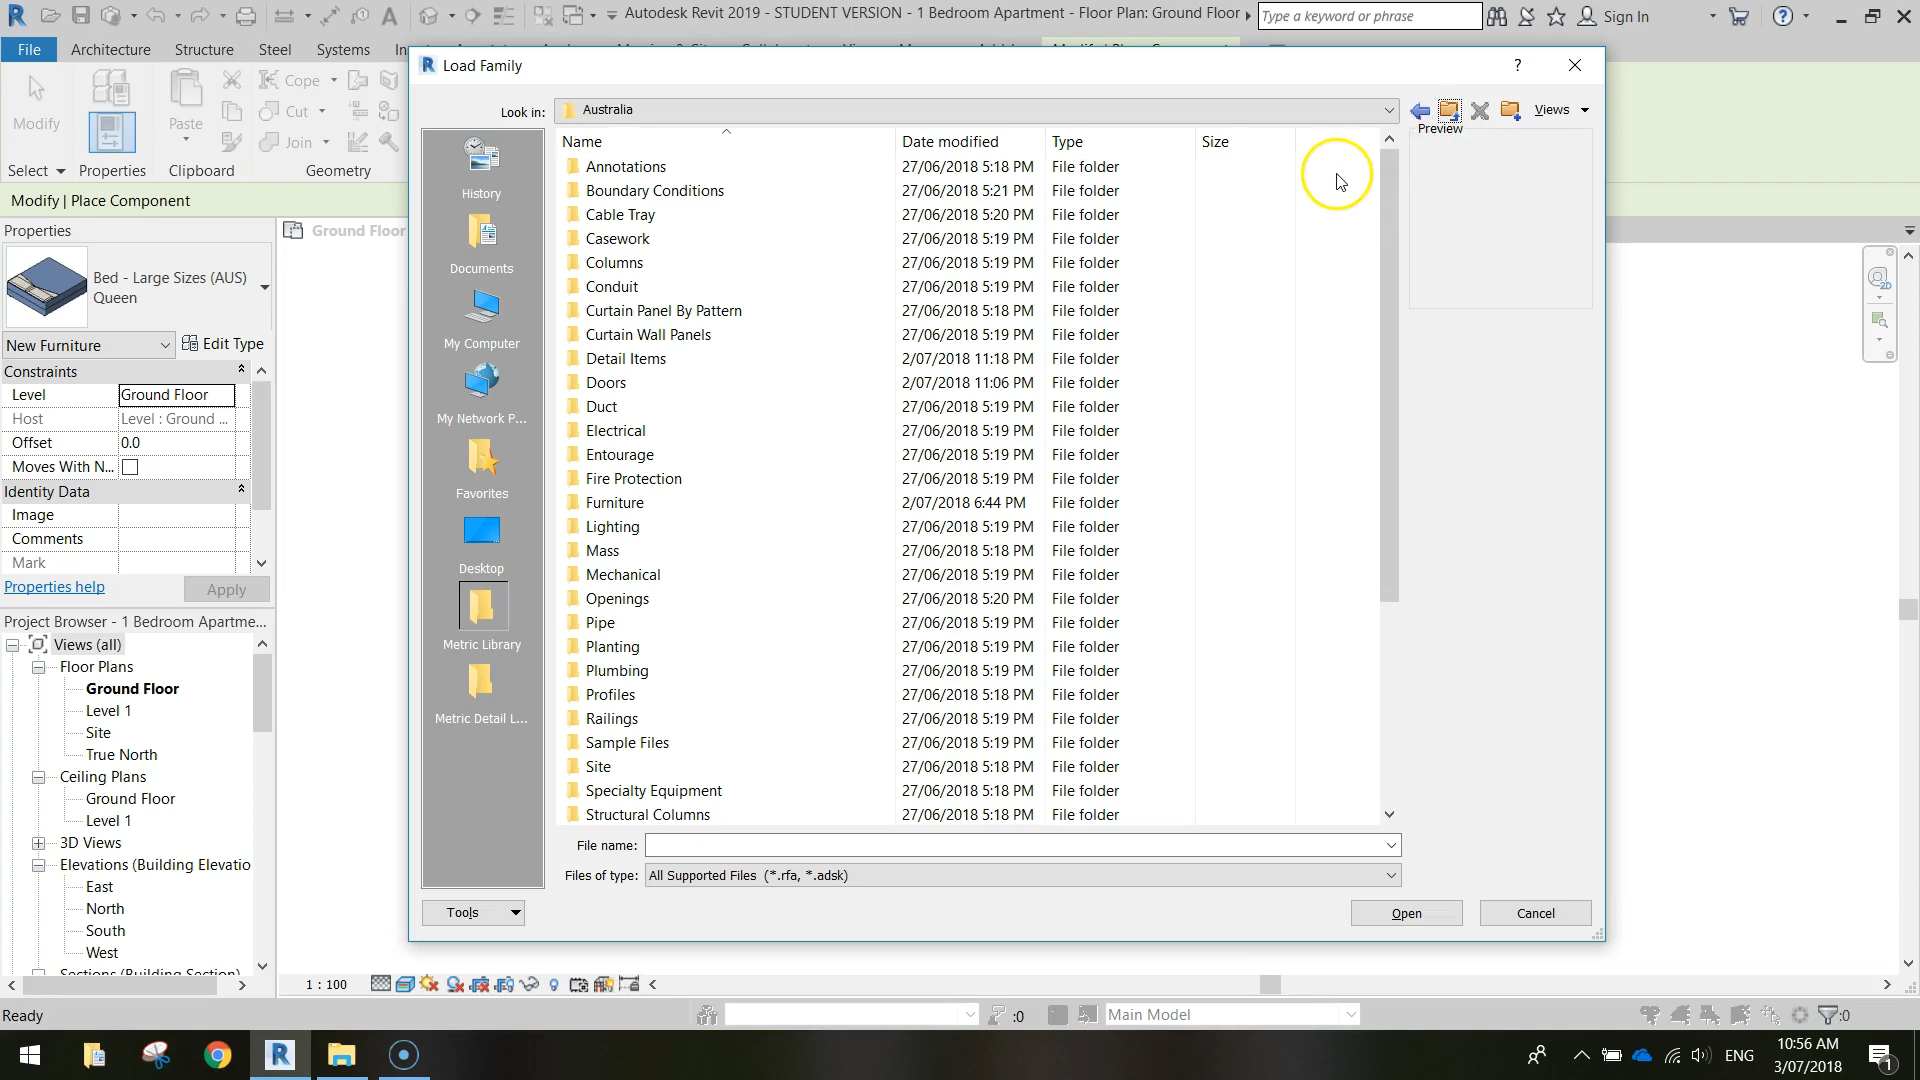 Autodesk Revit 2019 - STUDENT VERSION - 1 Bedroom Apartment - Floor Plan: Ground Floor
Type a keyword or phrase
Sign In
File Architecture Structure Steel Systems
Modify
Properties
Paste
Cope
Cut
Join
Select Properties Clipboard Geometry
Modify | Place Component
Properties
Bed - Large Sizes (AUS)
Queen
New Furniture Edit Type
Constraints
Level Ground Floor
Host Level : Ground ...
Offset 0.0
Moves With N...
Identity Data
Image
Comments
Mark
Properties help Apply
Project Browser - 1 Bedroom Apartme...
Views (all)
Floor Plans
Ground Floor
Level 1
Site
True North
Ceiling Plans
Ground Floor
Level 1
3D Views
Elevations (Building Elevatio
East
North
South
West
Sections (Building Section)
Ground Floor
Load Family
Look in: Australia
Views
Preview
History
Documents
My Computer
My Network P...
Favorites
Desktop
Metric Library
Metric Detail L...
Name Date modified Type Size
Annotations 27/06/2018 5:18 PM File folder
Boundary Conditions 27/06/2018 5:21 PM File folder
Cable Tray 27/06/2018 5:20 PM File folder
Casework 27/06/2018 5:19 PM File folder
Columns 27/06/2018 5:19 PM File folder
Conduit 27/06/2018 5:19 PM File folder
Curtain Panel By Pattern 27/06/2018 5:18 PM File folder
Curtain Wall Panels 27/06/2018 5:19 PM File folder
Detail Items 2/07/2018 11:18 PM File folder
Doors 2/07/2018 11:06 PM File folder
Duct 27/06/2018 5:19 PM File folder
Electrical 27/06/2018 5:19 PM File folder
Entourage 27/06/2018 5:19 PM File folder
Fire Protection 27/06/2018 5:19 PM File folder
Furniture 2/07/2018 6:44 PM File folder
Lighting 27/06/2018 5:19 PM File folder
Mass 27/06/2018 5:18 PM File folder
Mechanical 27/06/2018 5:19 PM File folder
Openings 27/06/2018 5:20 PM File folder
Pipe 27/06/2018 5:19 PM File folder
Planting 27/06/2018 5:19 PM File folder
Plumbing 27/06/2018 5:19 PM File folder
Profiles 27/06/2018 5:18 PM File folder
Railings 27/06/2018 5:19 PM File folder
Sample Files 27/06/2018 5:19 PM File folder
Site 27/06/2018 5:18 PM File folder
Specialty Equipment 27/06/2018 5:18 PM File folder
Structural Columns 27/06/2018 5:18 PM File folder
File name:
Files of type: All Supported Files (*.rfa, *.adsk)
Tools Open Cancel
1 : 100
Ready
:0
Main Model
:0
ENG
10:56 AM
3/07/2018
1